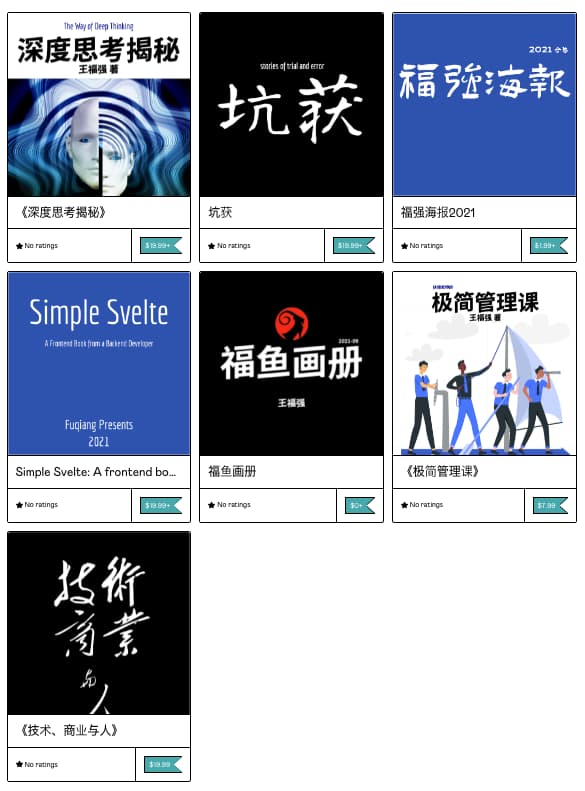 The Way of Deep Thinking
深度思考揭秘
王福强 著
《深度思考揭秘》
No ratings
$19.99+
stories of trial and error
坑获
坑获
No ratings
$19.99+
2021 合卷
福強海報
福强海报2021
No ratings
$1.99+
Simple Svelte
A Frontend Book from a Backend Developer
Fuqiang Presents
2021
Simple Svelte: A frontend bo...
No ratings
$19.99+
2021-09
福鱼画册
王福强
福鱼画册
No ratings
$0+
极简管理课
王福强 著
《极简管理课》
No ratings
$7.99
技術
商業
与
人
《技术、商业与人》
No ratings
$19.99